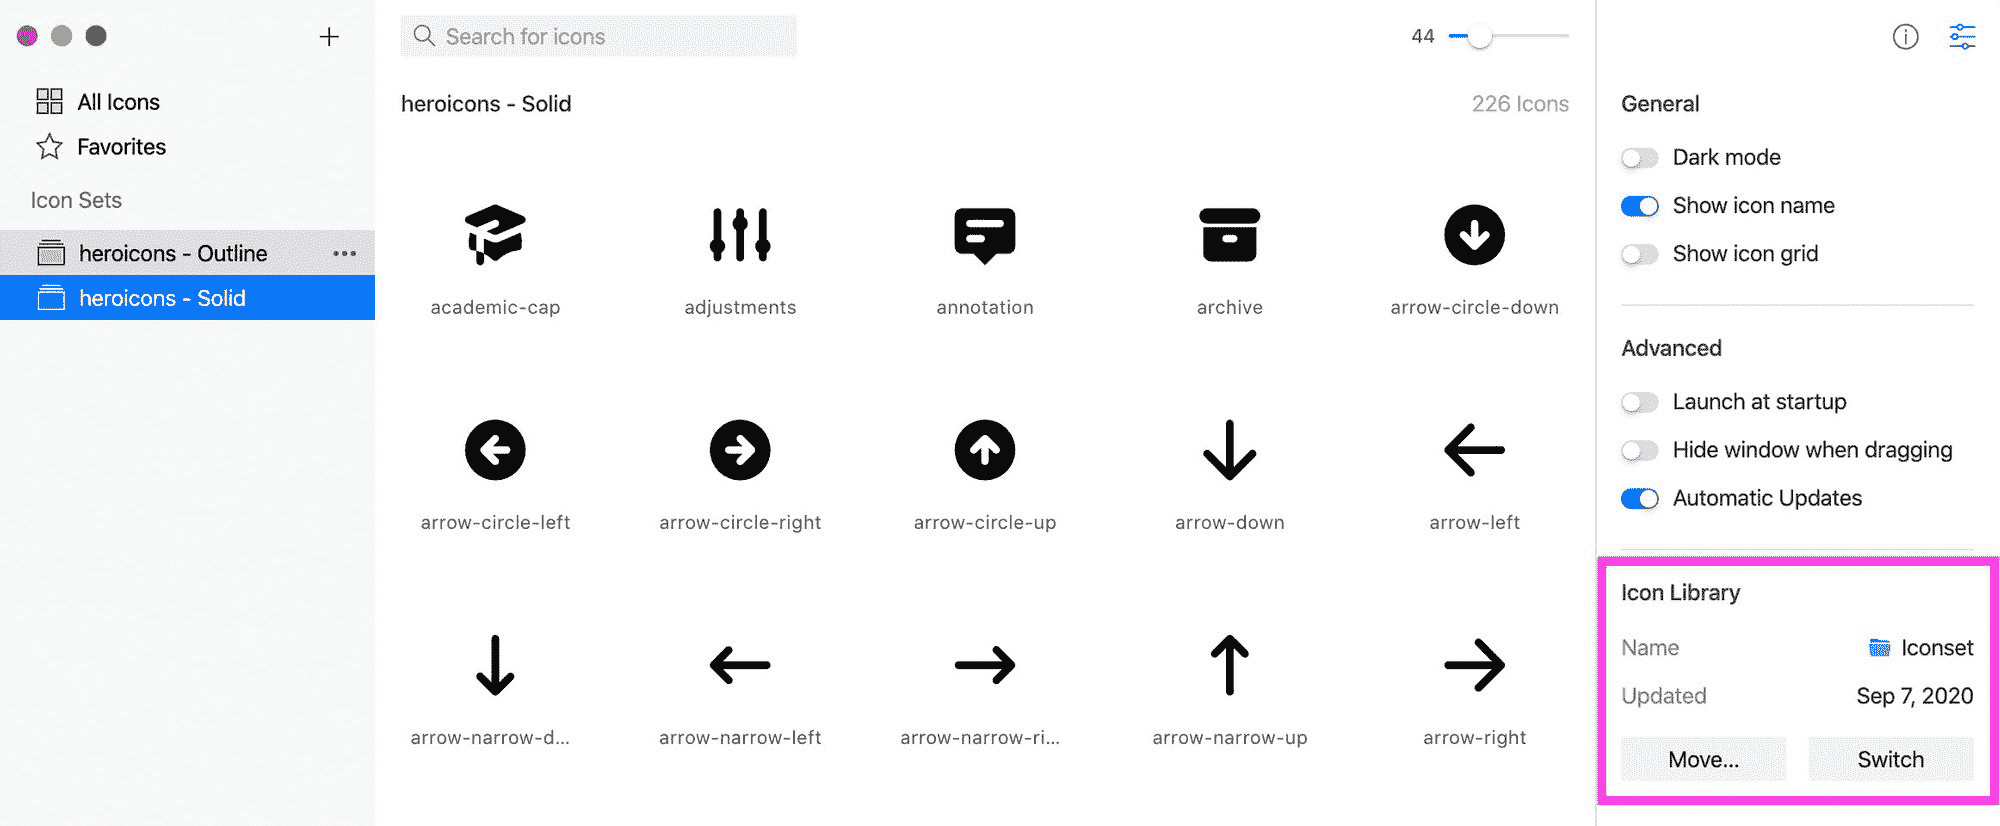 All Icons
Favorites
Icon Sets
heroicons - Outline
heroicons - Solid
Search for icons
44
heroicons - Solid
226 Icons
academic-cap
adjustments
annotation
archive
arrow-circle-down
arrow-circle-left
arrow-circle-right
arrow-circle-up
arrow-down
arrow-left
arrow-narrow-d...
arrow-narrow-left
arrow-narrow-ri...
arrow-narrow-up
arrow-right
General
Dark mode
Show icon name
Show icon grid
Advanced
Launch at startup
Hide window when dragging
Automatic Updates
Icon Library
Name Iconset
Updated Sep 7, 2020
Move... Switch